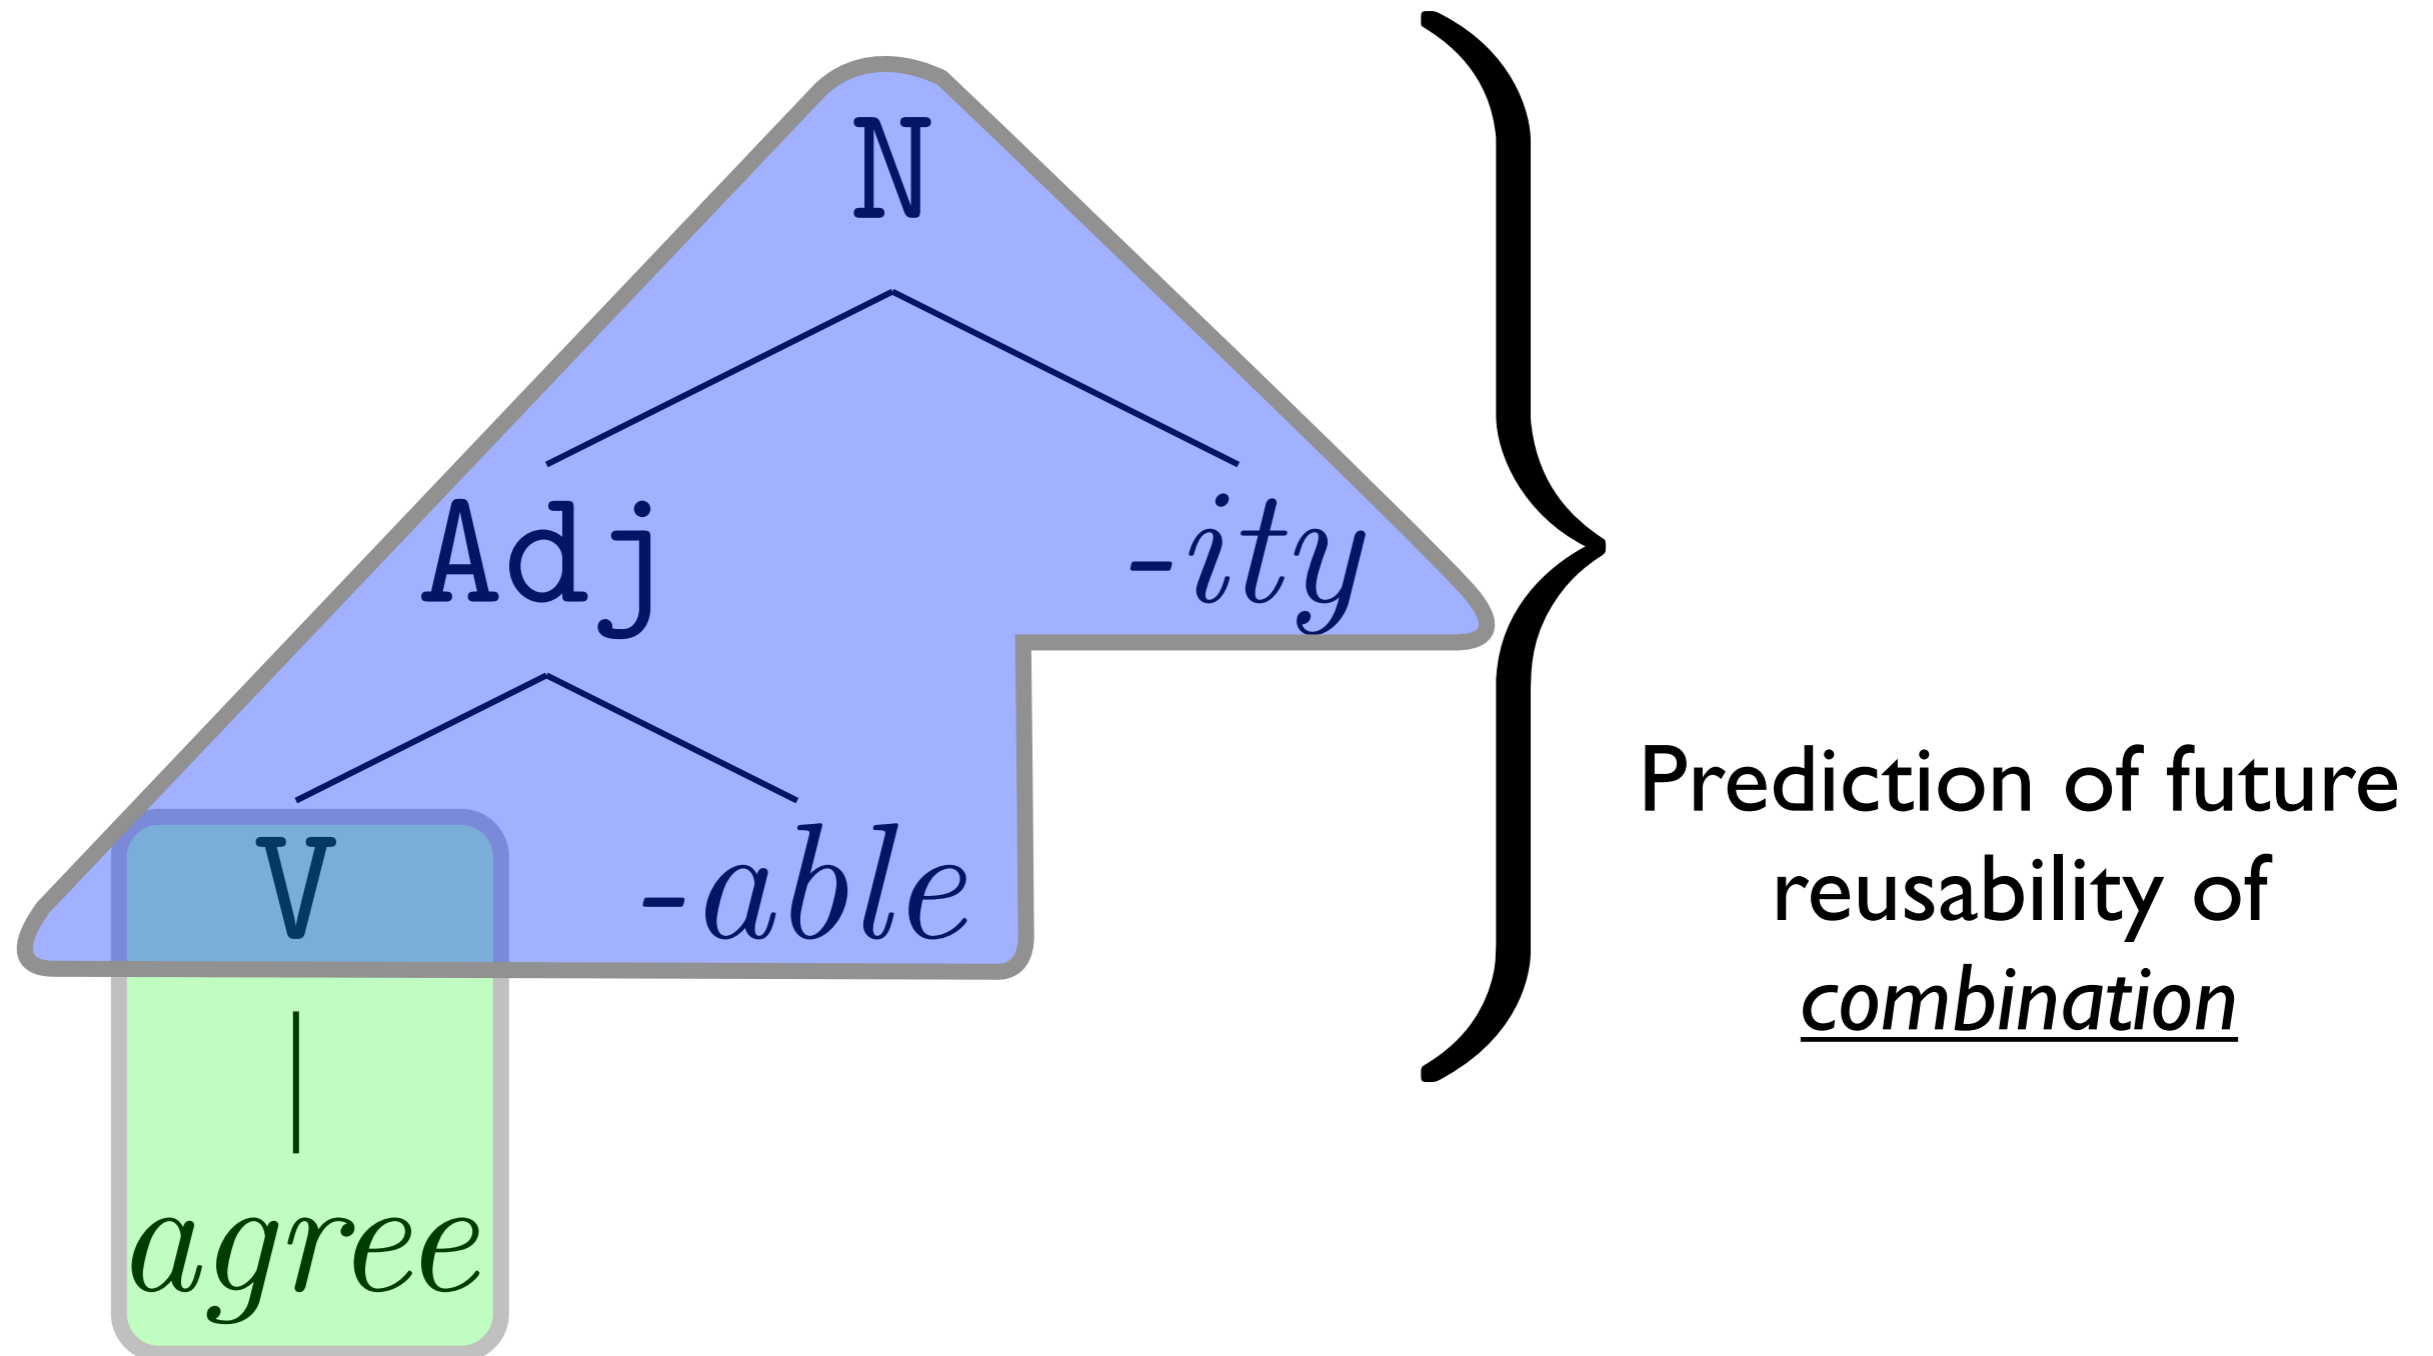 N
Adj
-ity
V
-able
agree
Prediction of future
reusability of
combination